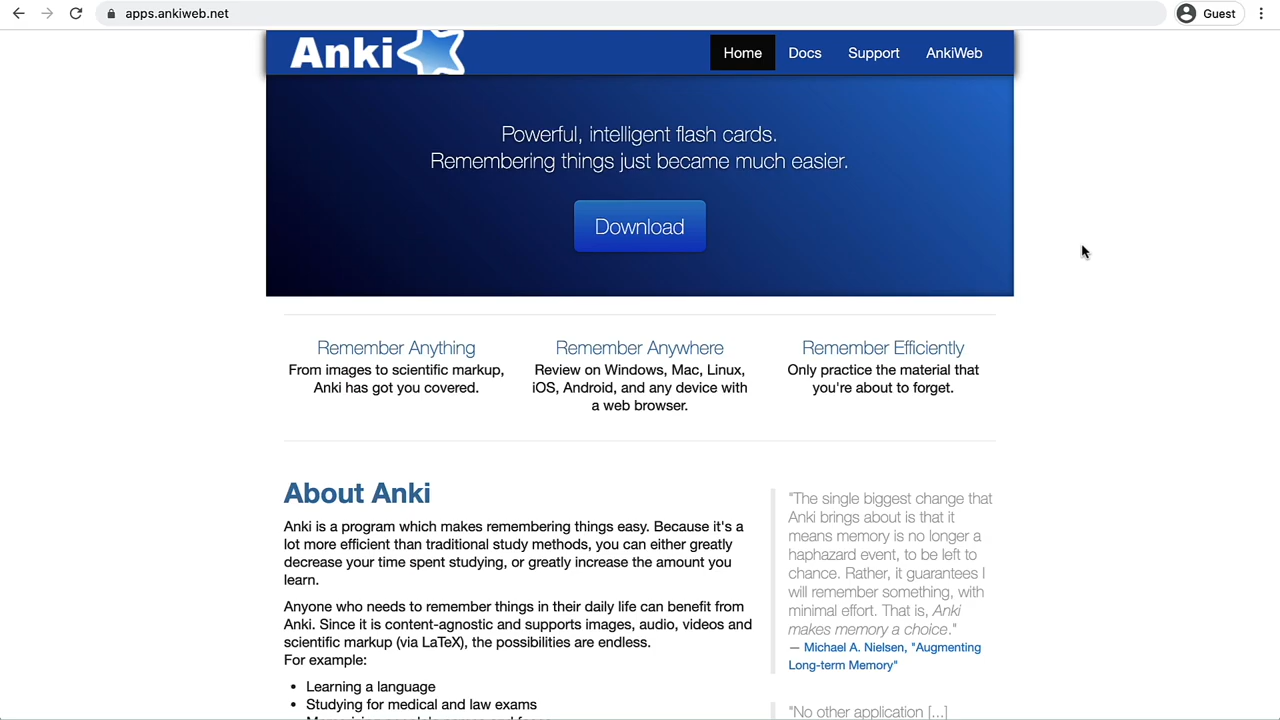 apps.ankiweb.net
Guest
Anki
Home
Docs
Support
AnkiWeb
Powerful, intelligent flash cards.
Remembering things just became much easier.
Download
Remember Anything
From images to scientific markup,
Anki has got you covered.
Remember Anywhere
Review on Windows, Mac, Linux,
iOS, Android, and any device with
a web browser.
Remember Efficiently
Only practice the material that
you're about to forget.
About Anki
Anki is a program which makes remembering things easy. Because it's a
lot more efficient than traditional study methods, you can either greatly
decrease your time spent studying, or greatly increase the amount you
learn.
Anyone who needs to remember things in their daily life can benefit from
Anki. Since it is content-agnostic and supports images, audio, videos and
scientific markup (via LaTeX), the possibilities are endless.
For example:
• Learning a language
• Studying for medical and law exams
"The single biggest change that
Anki brings about is that it
means memory is no longer a
haphazard event, to be left to
chance. Rather, it guarantees I
will remember something, with
minimal effort. That is, Anki
makes memory a choice."
— Michael A. Nielsen, "Augmenting
Long-term Memory"
"No other application [...]